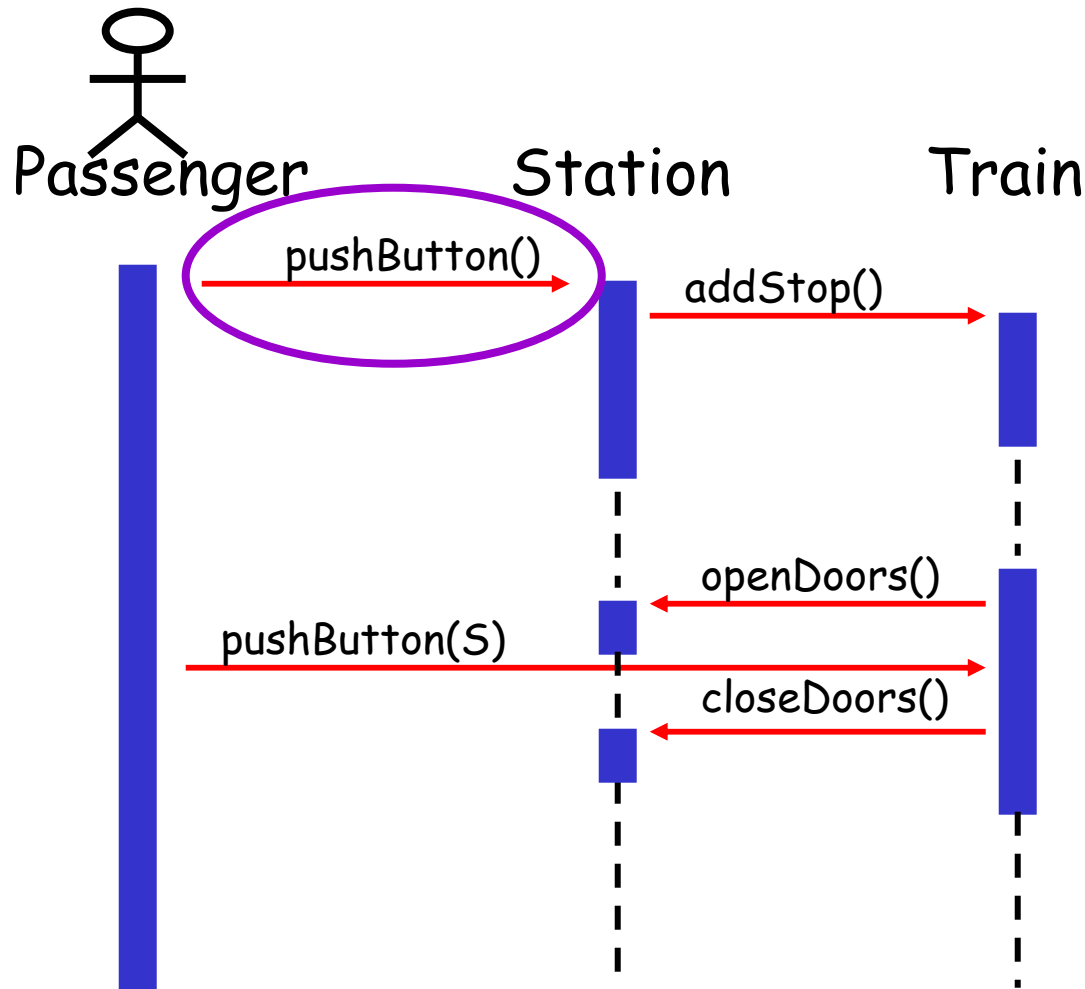 Passenger Station Train
pushButton()
addStop()
openDoors()
pushButton(S)
closeDoors()